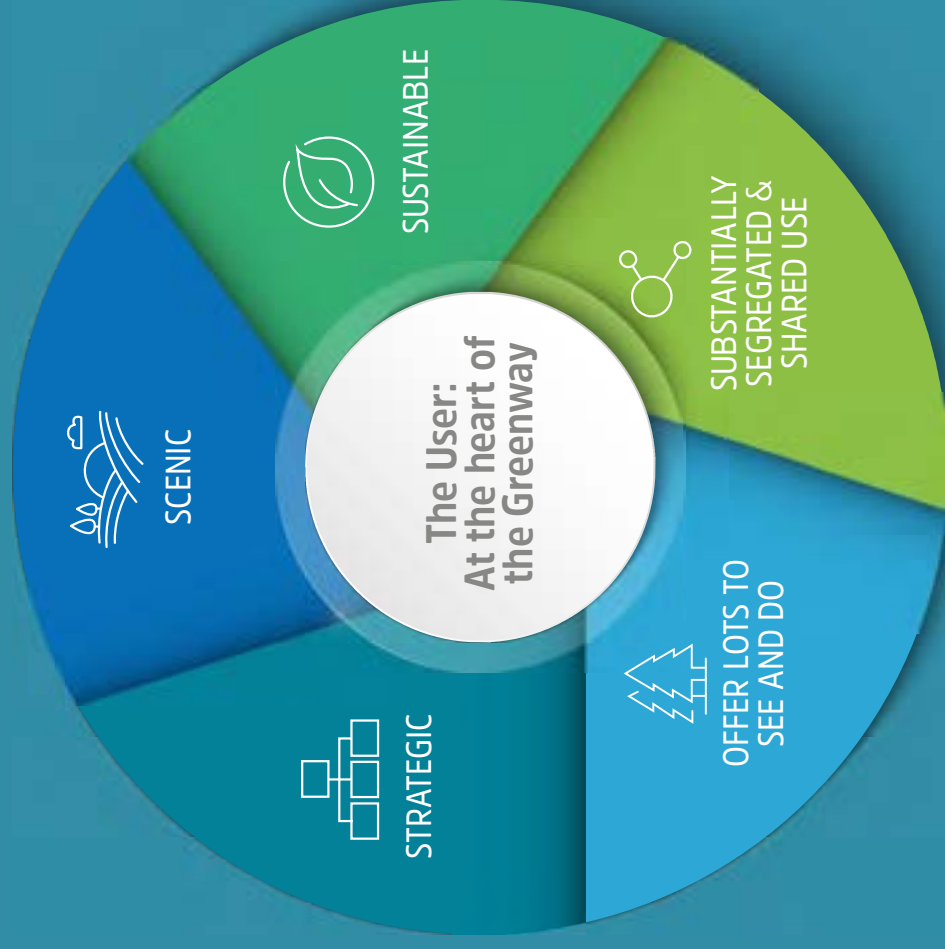 SCENIC
SUSTAINABLE
SUBSTANTIALLY
SEGREGATED &
SHARED USE
OFFER LOTS TO
SEE AND DO
STRATEGIC
The User:
At the heart of
the Greenway